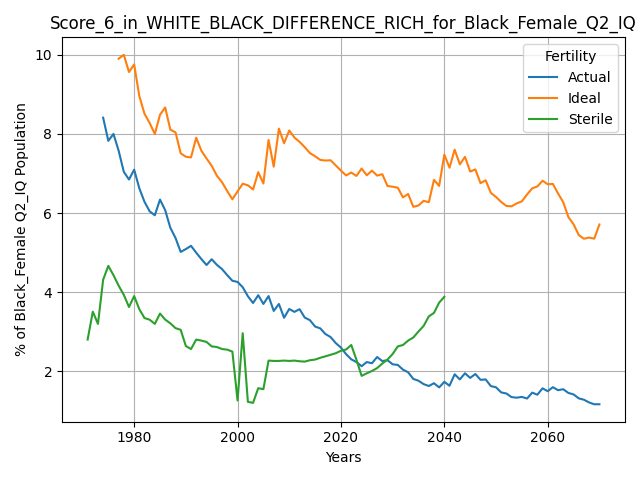 Score_6_in_WHITE_BLACK_DIFFERENCE_RICH_for_Black_Female_Q2_IQ
Fertility
Actual
Ideal
Sterile
% of Black_Female Q2_IQ Population
10
8
6
4
2
1980
2000
2020
2040
2060
Years